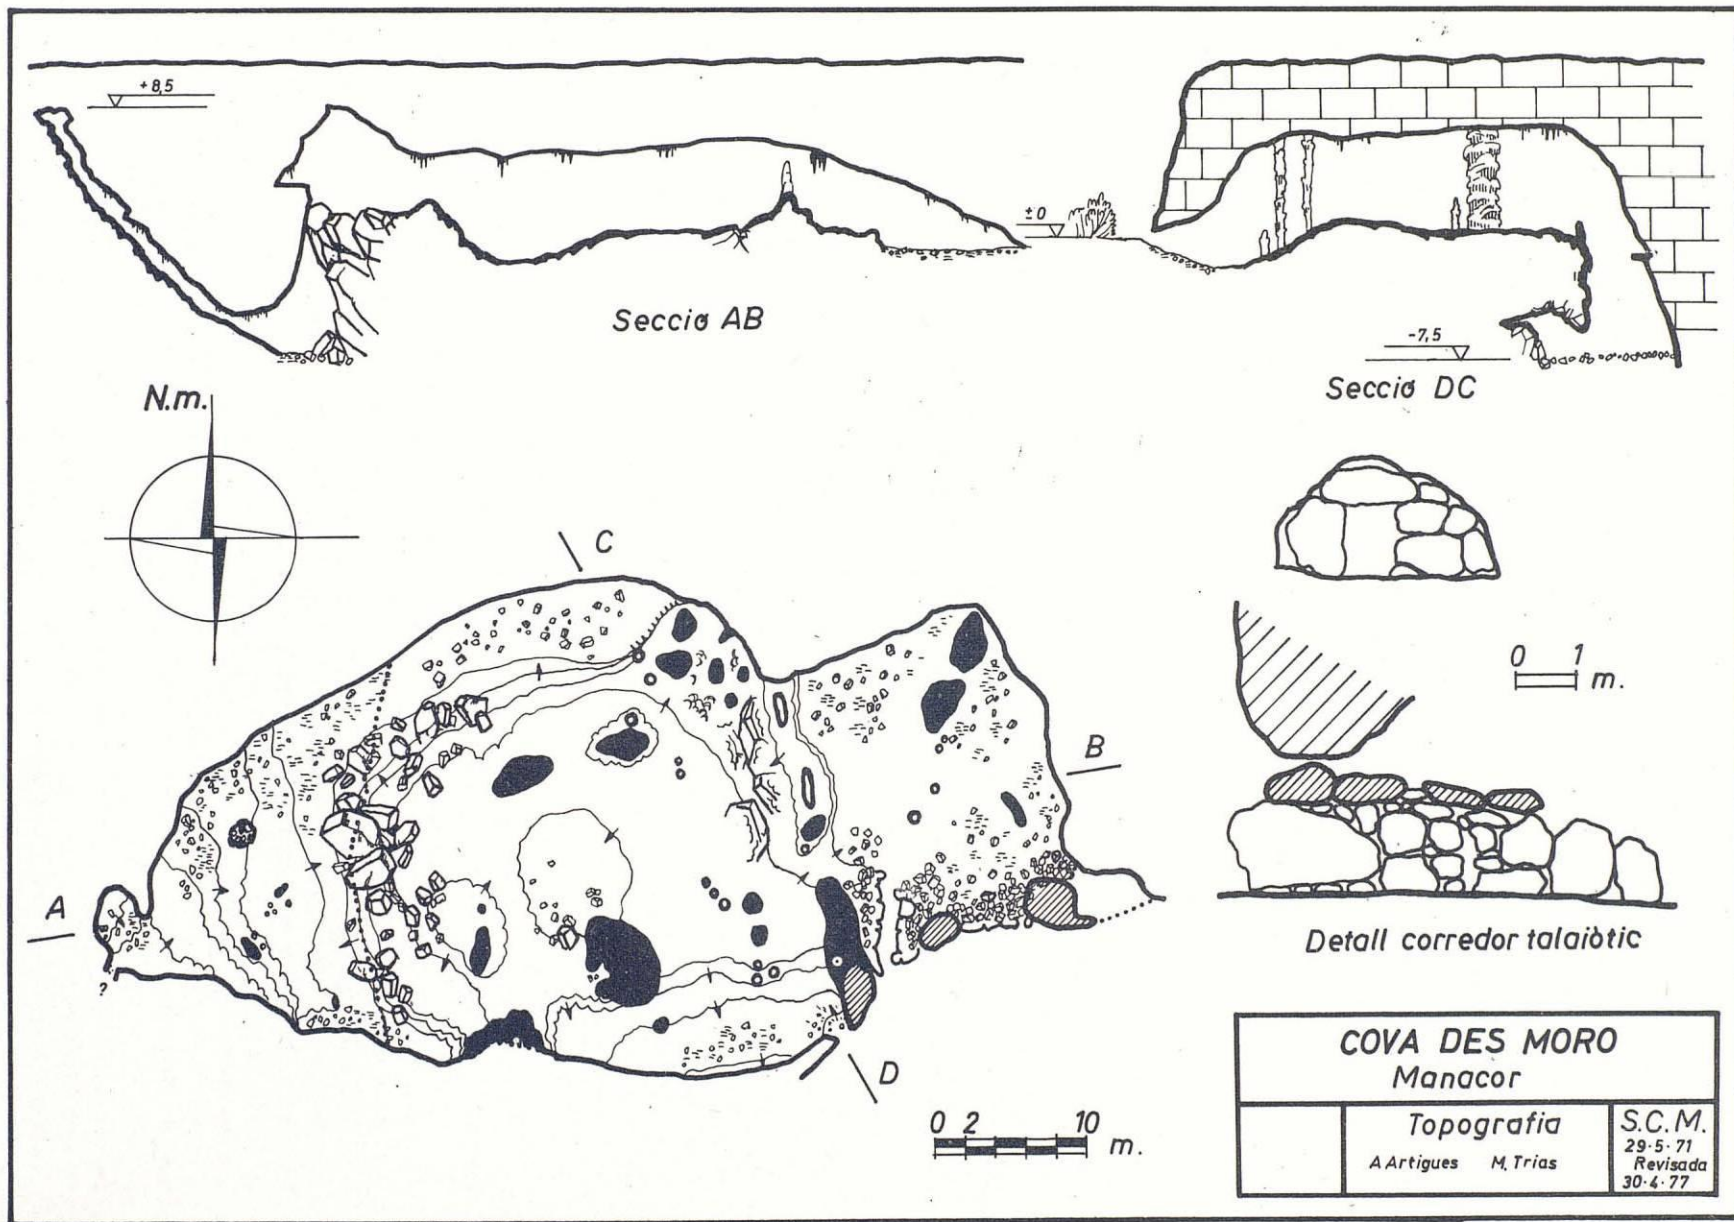 +8,5
±0
Secció AB
-7,5
Secció DC
N.m.
C
B
A
?
D
0 2 10 m.
0 1 m.
Detall corredor talaiòtic
COVA DES MORO
Manacor
Topografia
A Artigues M. Trias
S.C.M.
29-5-71
Revisada
30-4-77